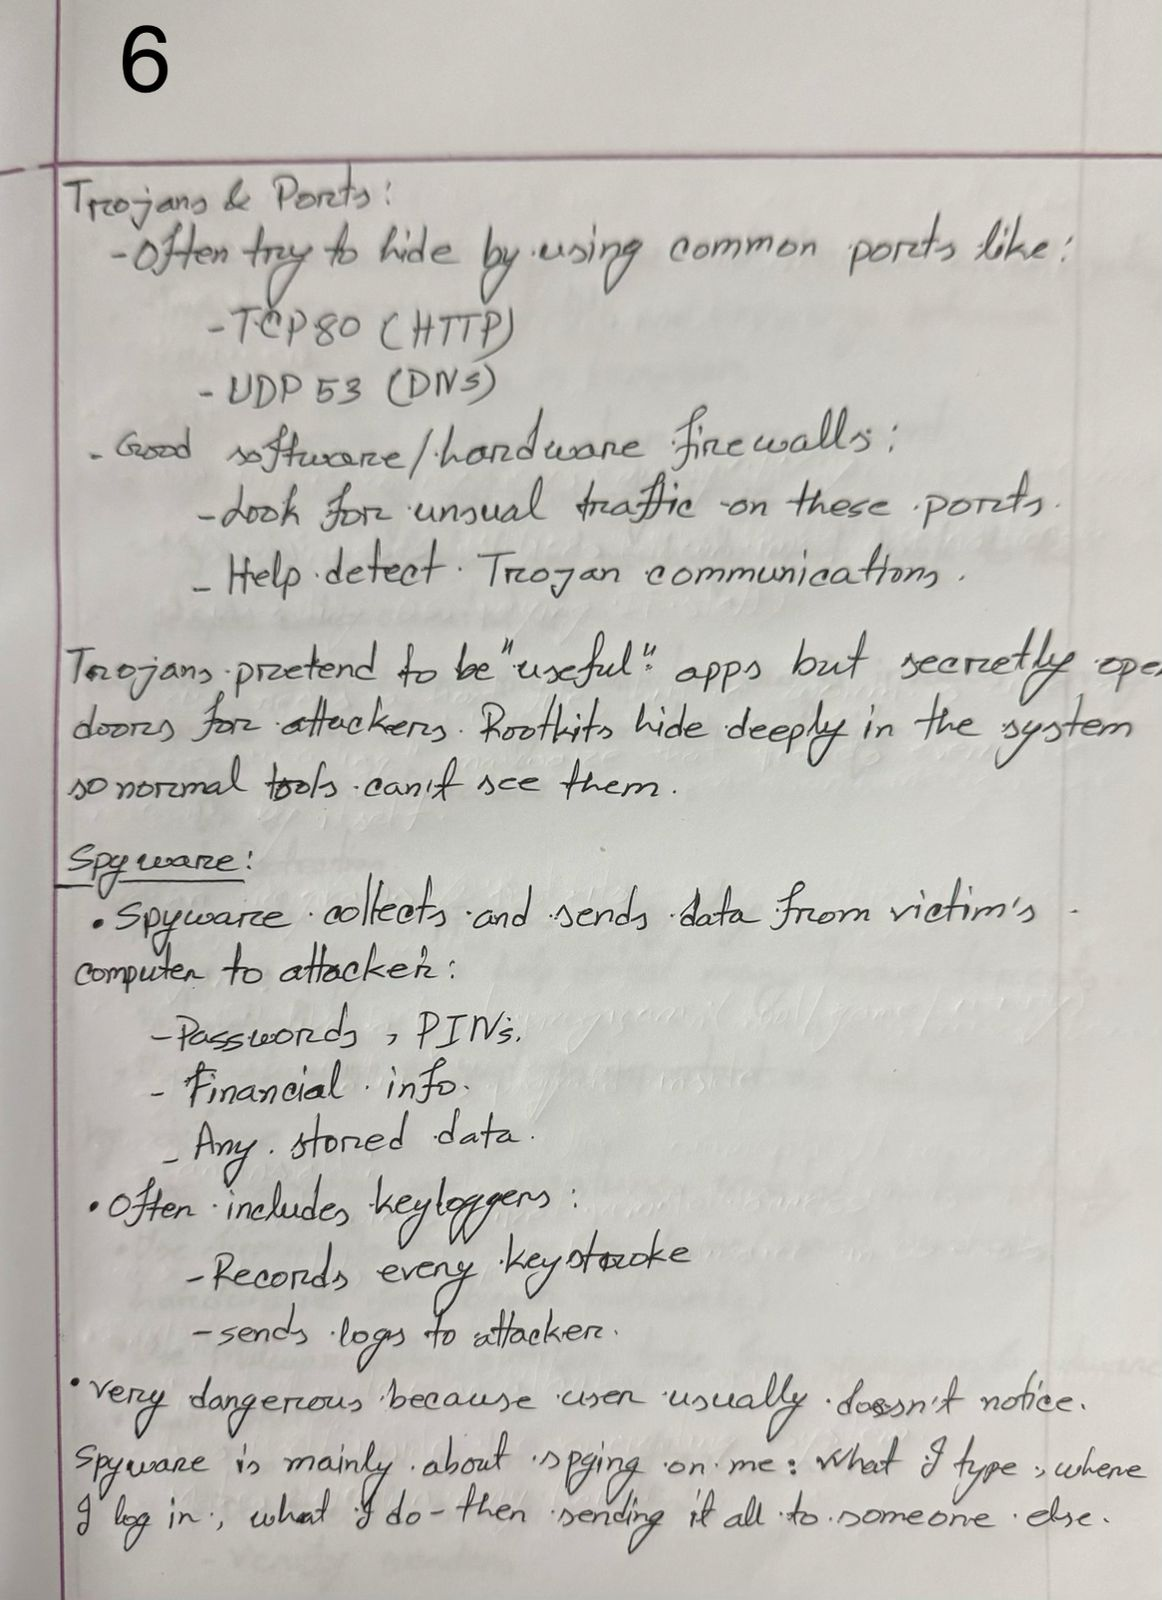 6
Trojans & Ports:
- Often try to hide by using common ports like:
- TCP 80 (HTTP)
- UDP 53 (DNS)
- Good software/hardware firewalls:
- Look for unsual traffic on these ports.
- Help detect Trojan communications.
Trojans pretend to be "useful" apps but secretly ope
doors for attackers. Rootkits hide deeply in the system
so normal tools can't see them.
Spyware:
• Spyware collects and sends data from victim's
computer to attacker:
- Passwords, PINs.
- Financial info.
- Any stored data.
• Often includes keyloggers:
- Records every keystroke
- sends logs to attacker.
• very dangerous because user usually doesn't notice.
Spyware is mainly about spying on me: what I type, where
I log in, what I do - then sending it all to someone else.